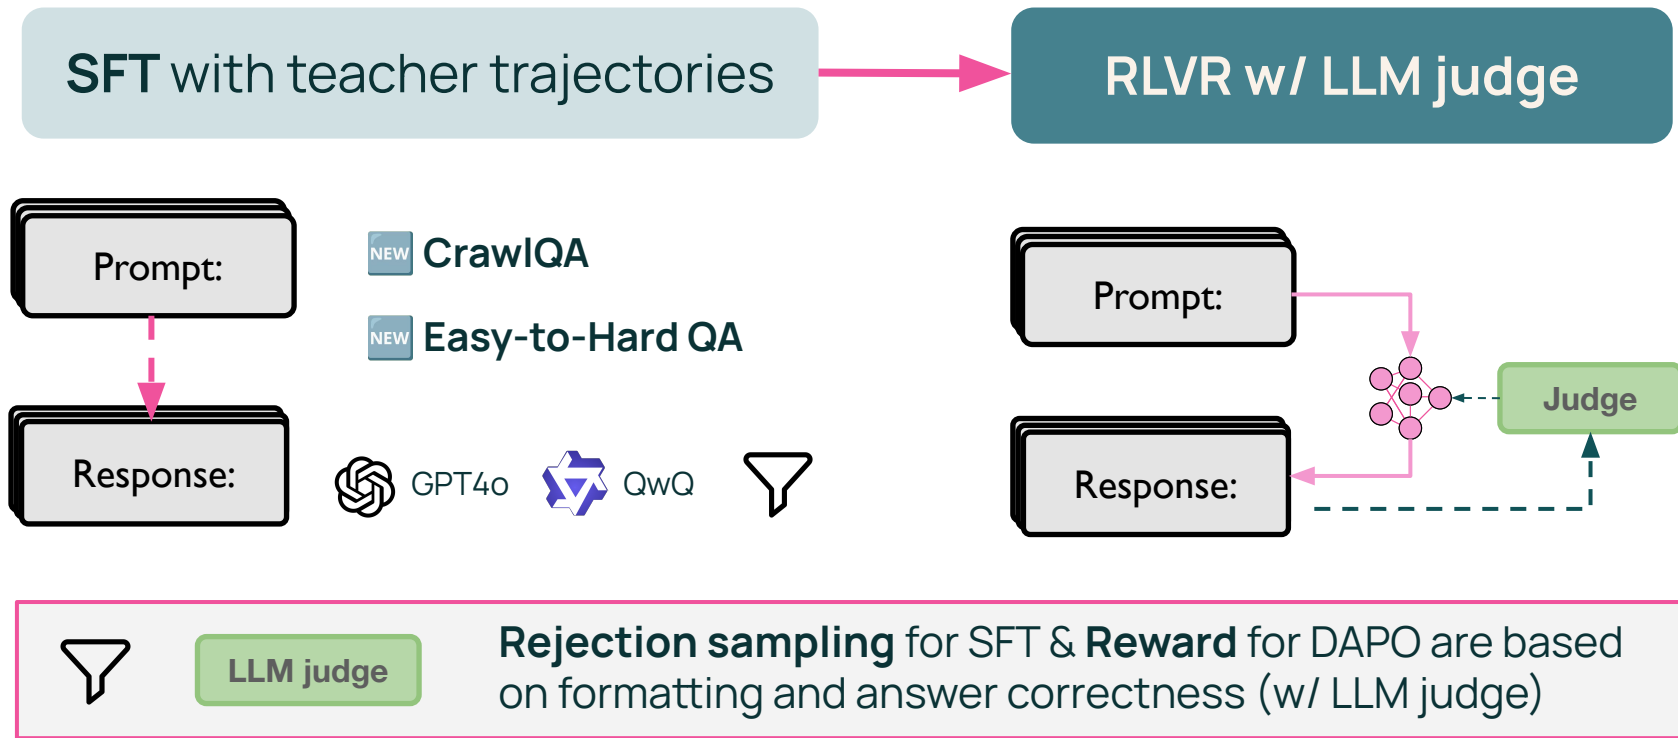 SFT with teacher trajectories
RLVR w/ LLM judge
Prompt:
NEW CrawlQA
NEW Easy-to-Hard QA
Response:
GPT4o
QwQ
Prompt:
Judge
Response:
LLM judge
Rejection sampling for SFT & Reward for DAPO are based
on formatting and answer correctness (w/ LLM judge)